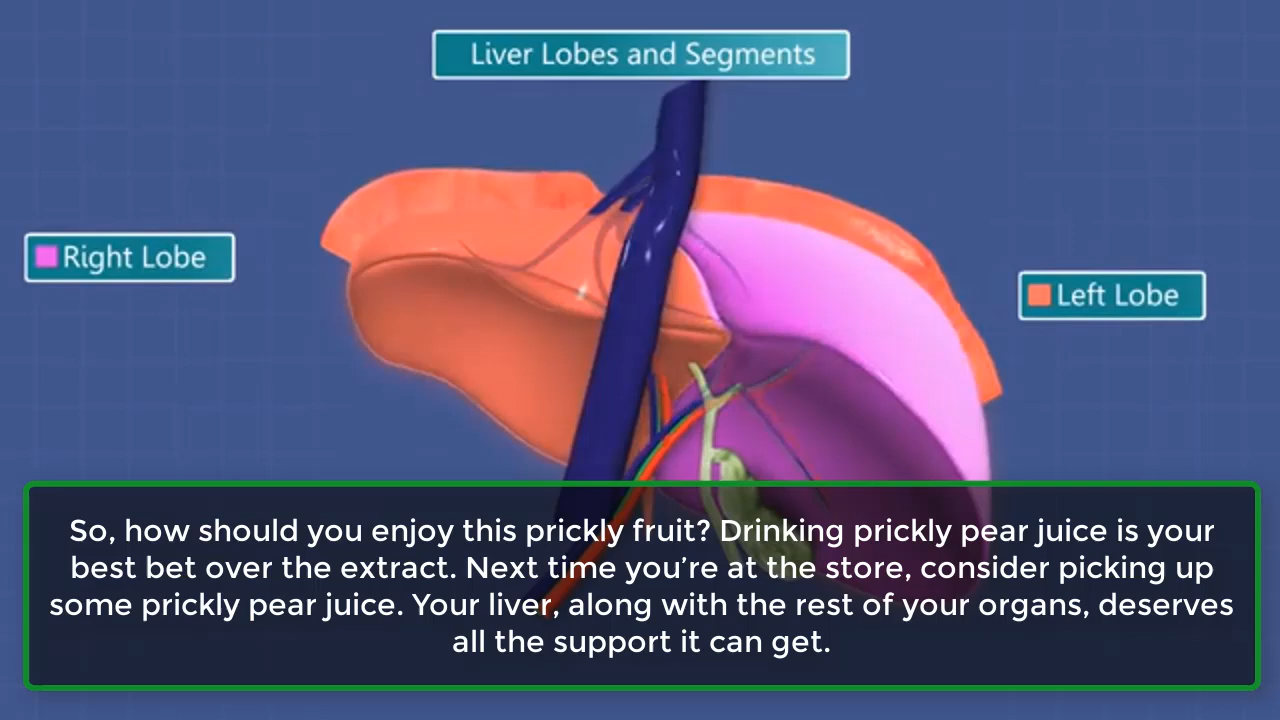 Liver Lobes and Segments
Right Lobe
Left Lobe
So, how should you enjoy this prickly fruit? Drinking prickly pear juice is your
best bet over the extract. Next time you’re at the store, consider picking up
some prickly pear juice. Your liver, along with the rest of your organs, deserves
all the support it can get.